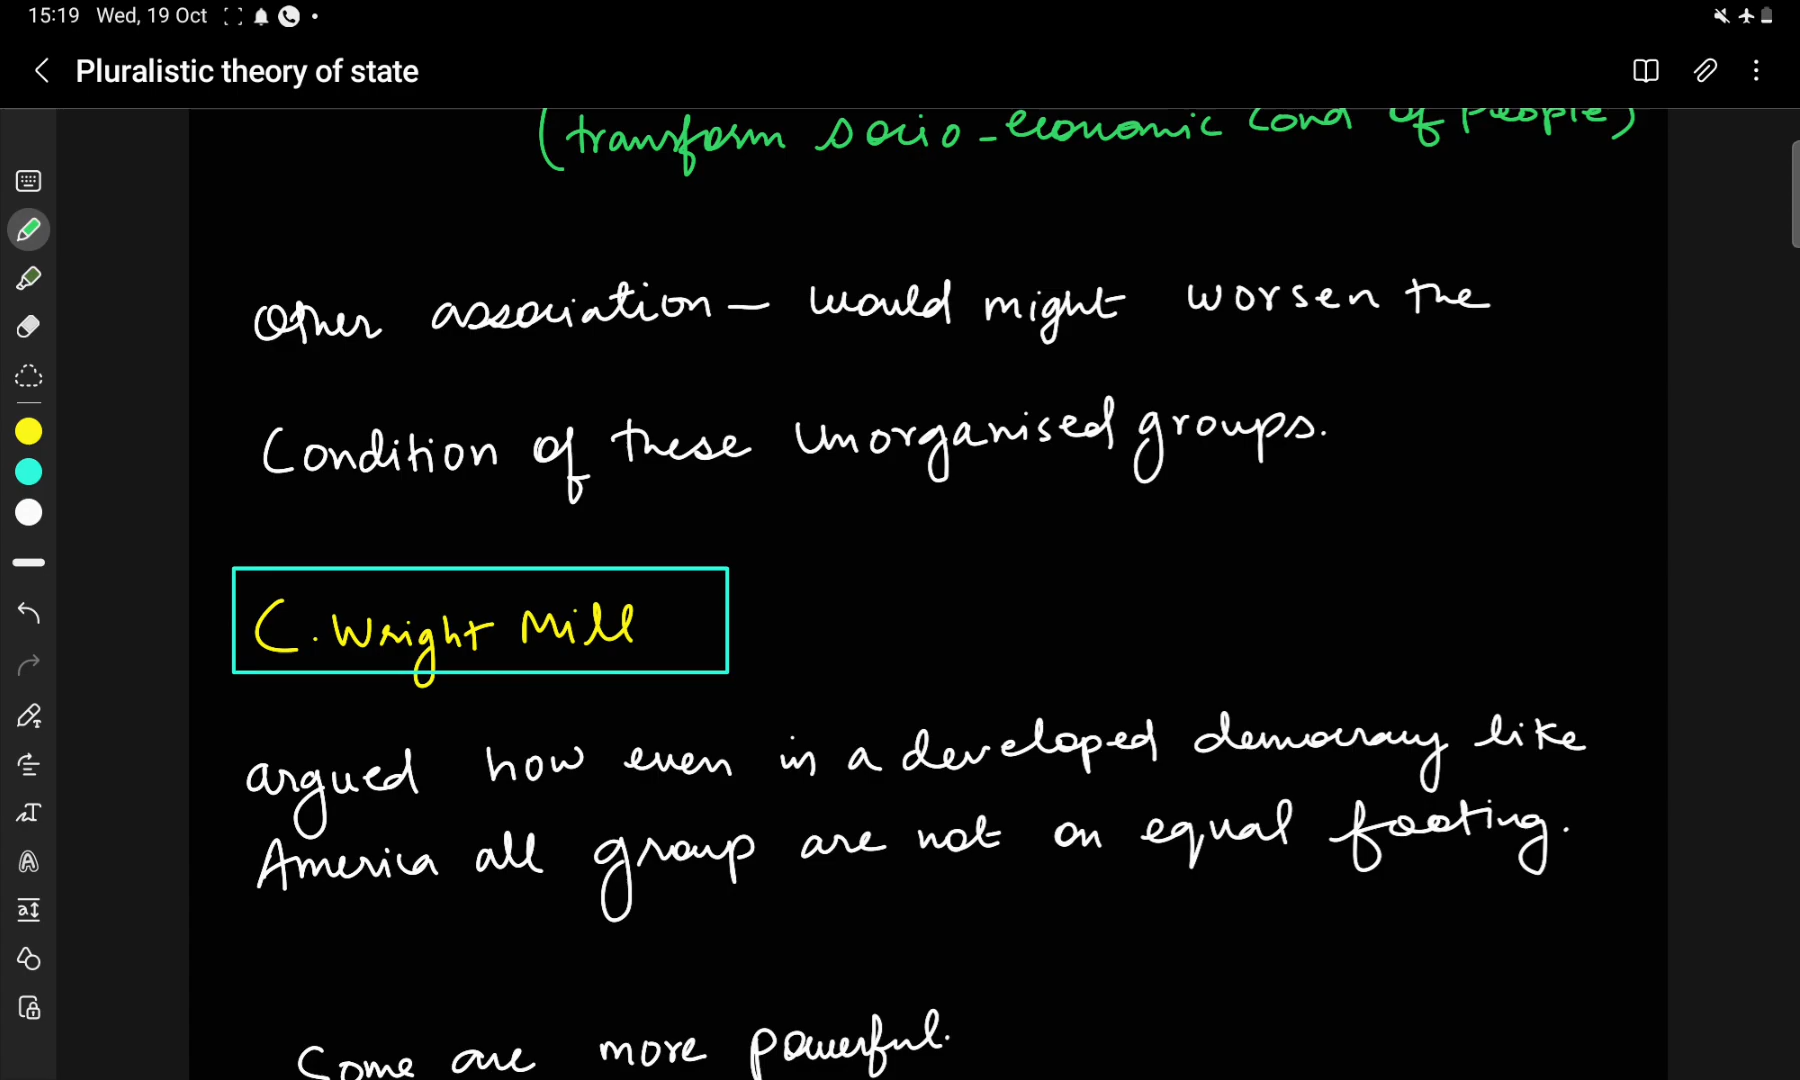 15:19 Wed, 19 Oct
Pluralistic theory of state
(transform socio-economic cond of people)
Other association - would might worsen the
Condition of these unorganised groups.
C. Wright Mill
argued how even in a developed democracy like
America all group are not on equal footing.
Some are more powerful.